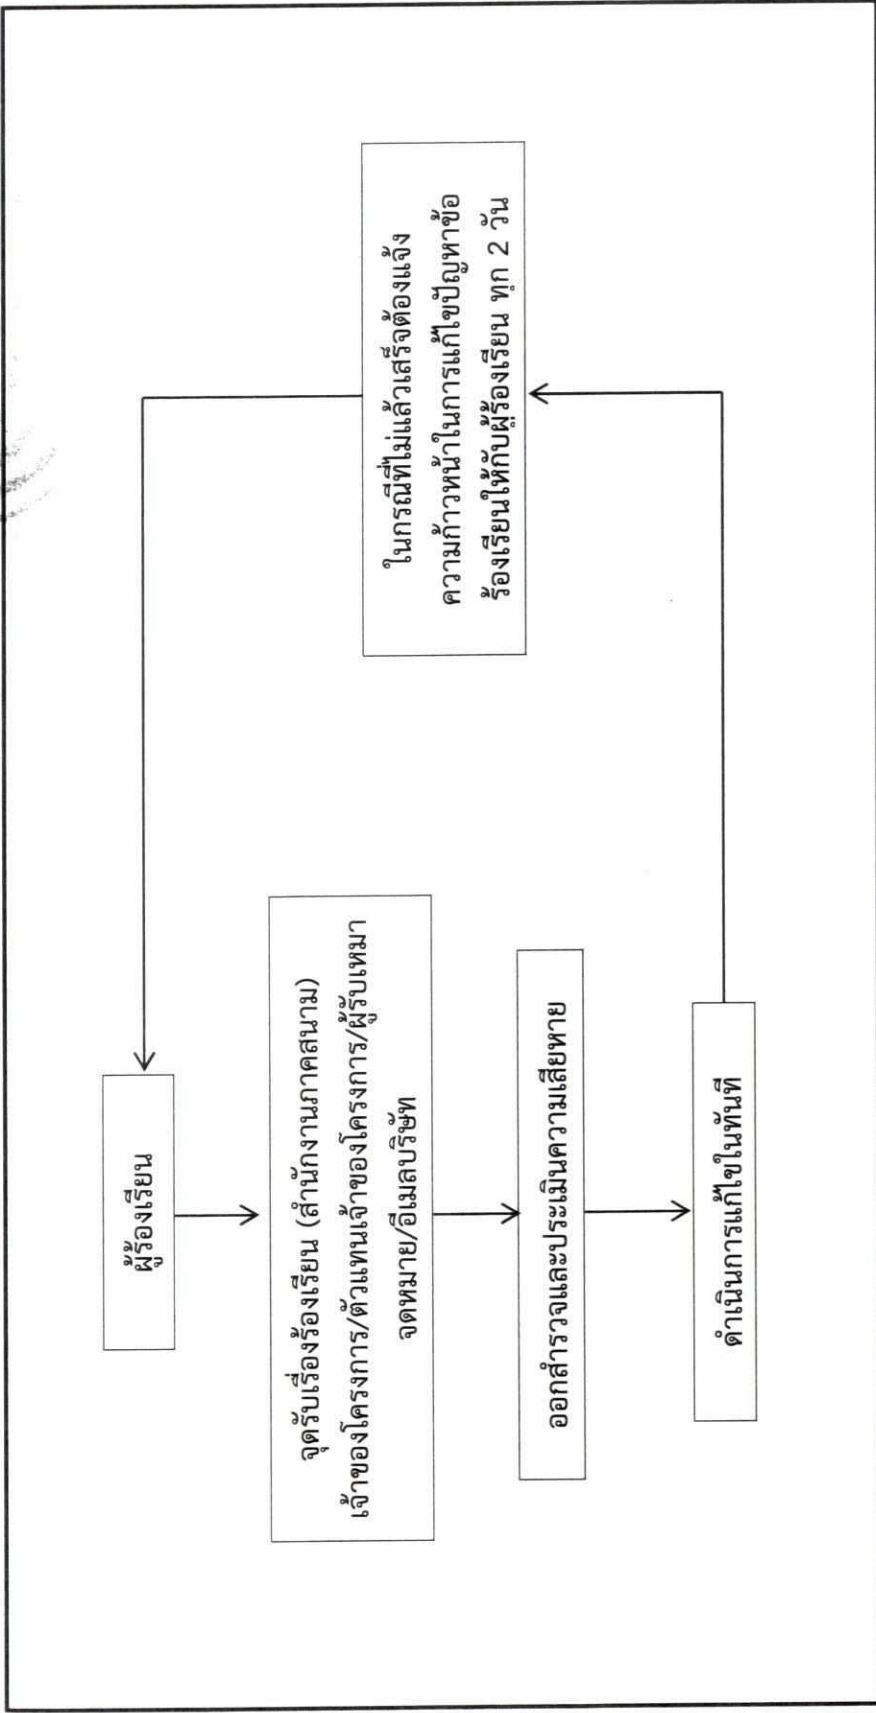 ผู้ร้องเรียน
จุดรับเรื่องร้องเรียน (สำนักงานภาคสนาม)
เจ้าของโครงการ/ตัวแทนเจ้าของโครงการ/ผู้รับเหมา
จดหมาย/อีเมลบริษัท
ออกสำรวจและประเมินความเสียหาย
ดำเนินการแก้ไขในทันที
ในกรณีที่ไม่แล้วเสร็จต้องแจ้ง
ความก้าวหน้าในการแก้ไขปัญหาข้อ
ร้องเรียนให้กับผู้ร้องเรียน ทุก 2 วัน